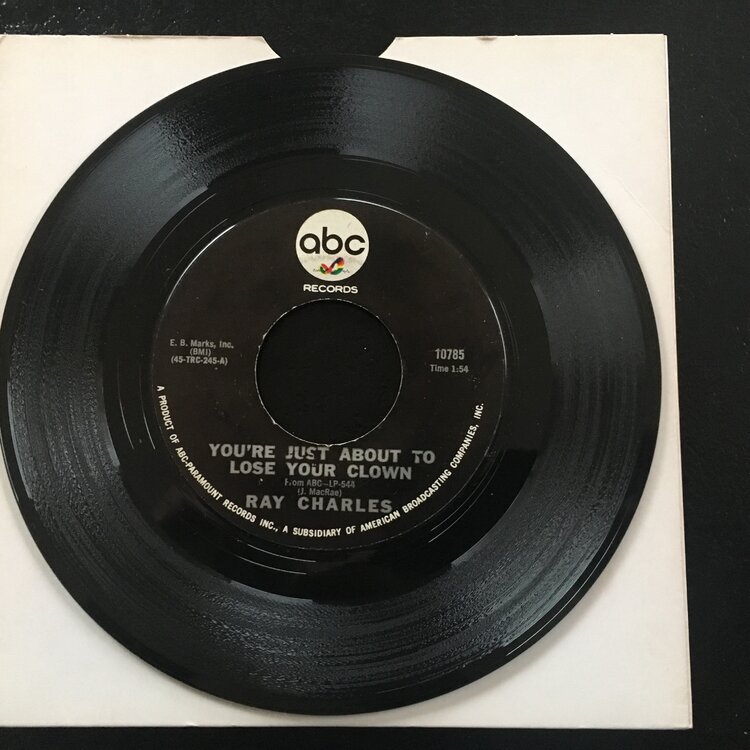 abc
RECORDS
E. B. Marks, Inc.
(BMI)
(45-TRC-245-A)
10785
Time 1:54
YOU'RE JUST ABOUT TO
LOSE YOUR CLOWN
From ABC-LP-544
(J. MacRae)
RAY CHARLES
A PRODUCT OF ABC-PARAMOUNT RECORDS INC., A SUBSIDIARY OF AMERICAN BROADCASTING COMPANIES, INC.